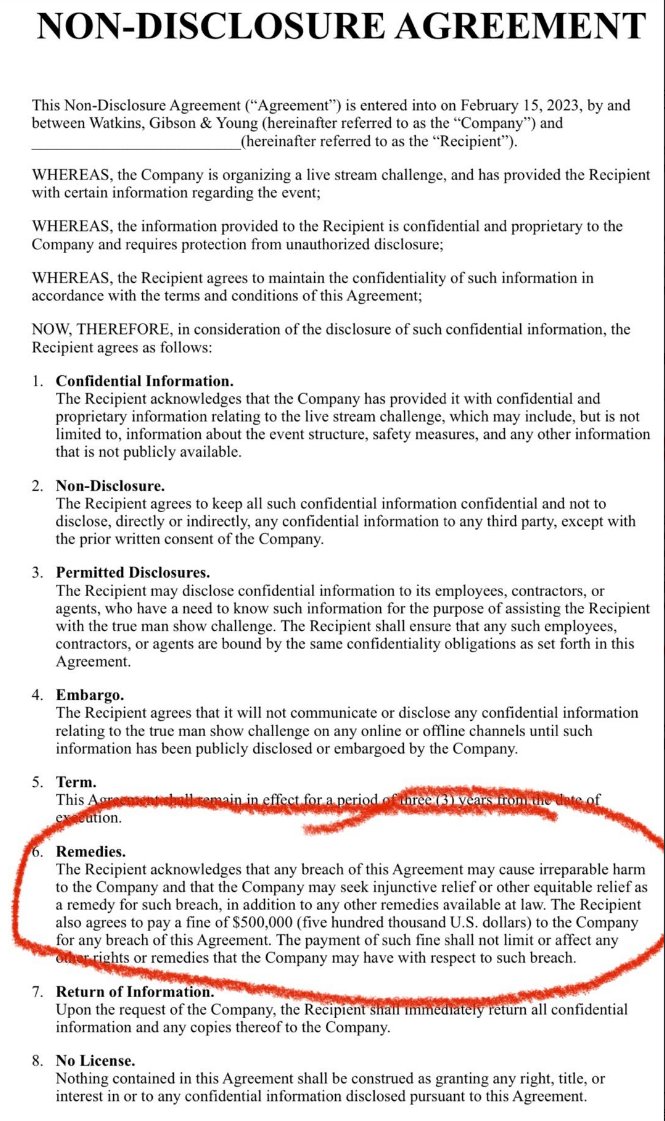 NON-DISCLOSURE AGREEMENT
This Non-Disclosure Agreement (“Agreement”) is entered into on February 15, 2023, by and
between Watkins, Gibson & Young (hereinafter referred to as the “Company”) and
___________________________(hereinafter referred to as the “Recipient”).
WHEREAS, the Company is organizing a live stream challenge, and has provided the Recipient
with certain information regarding the event;
WHEREAS, the information provided to the Recipient is confidential and proprietary to the
Company and requires protection from unauthorized disclosure;
WHEREAS, the Recipient agrees to maintain the confidentiality of such information in
accordance with the terms and conditions of this Agreement;
NOW, THEREFORE, in consideration of the disclosure of such confidential information, the
Recipient agrees as follows:
1. Confidential Information.
The Recipient acknowledges that the Company has provided it with confidential and
proprietary information relating to the live stream challenge, which may include, but is not
limited to, information about the event structure, safety measures, and any other information
that is not publicly available.
2. Non-Disclosure.
The Recipient agrees to keep all such confidential information confidential and not to
disclose, directly or indirectly, any confidential information to any third party, except with
the prior written consent of the Company.
3. Permitted Disclosures.
The Recipient may disclose confidential information to its employees, contractors, or
agents, who have a need to know such information for the purpose of assisting the Recipient
with the true man show challenge. The Recipient shall ensure that any such employees,
contractors, or agents are bound by the same confidentiality obligations as set forth in this
Agreement.
4. Embargo.
The Recipient agrees that it will not communicate or disclose any confidential information
relating to the true man show challenge on any online or offline channels until such
information has been publicly disclosed or embargoed by the Company.
5. Term.
This Agreement shall remain in effect for a period of three (3) years from the date of
execution.
6. Remedies.
The Recipient acknowledges that any breach of this Agreement may cause irreparable harm
to the Company and that the Company may seek injunctive relief or other equitable relief as
a remedy for such breach, in addition to any other remedies available at law. The Recipient
also agrees to pay a fine of $500,000 (five hundred thousand U.S. dollars) to the Company
for any breach of this Agreement. The payment of such fine shall not limit or affect any
other rights or remedies that the Company may have with respect to such breach.
7. Return of Information.
Upon the request of the Company, the Recipient shall immediately return all confidential
information and any copies thereof to the Company.
8. No License.
Nothing contained in this Agreement shall be construed as granting any right, title, or
interest in or to any confidential information disclosed pursuant to this Agreement.